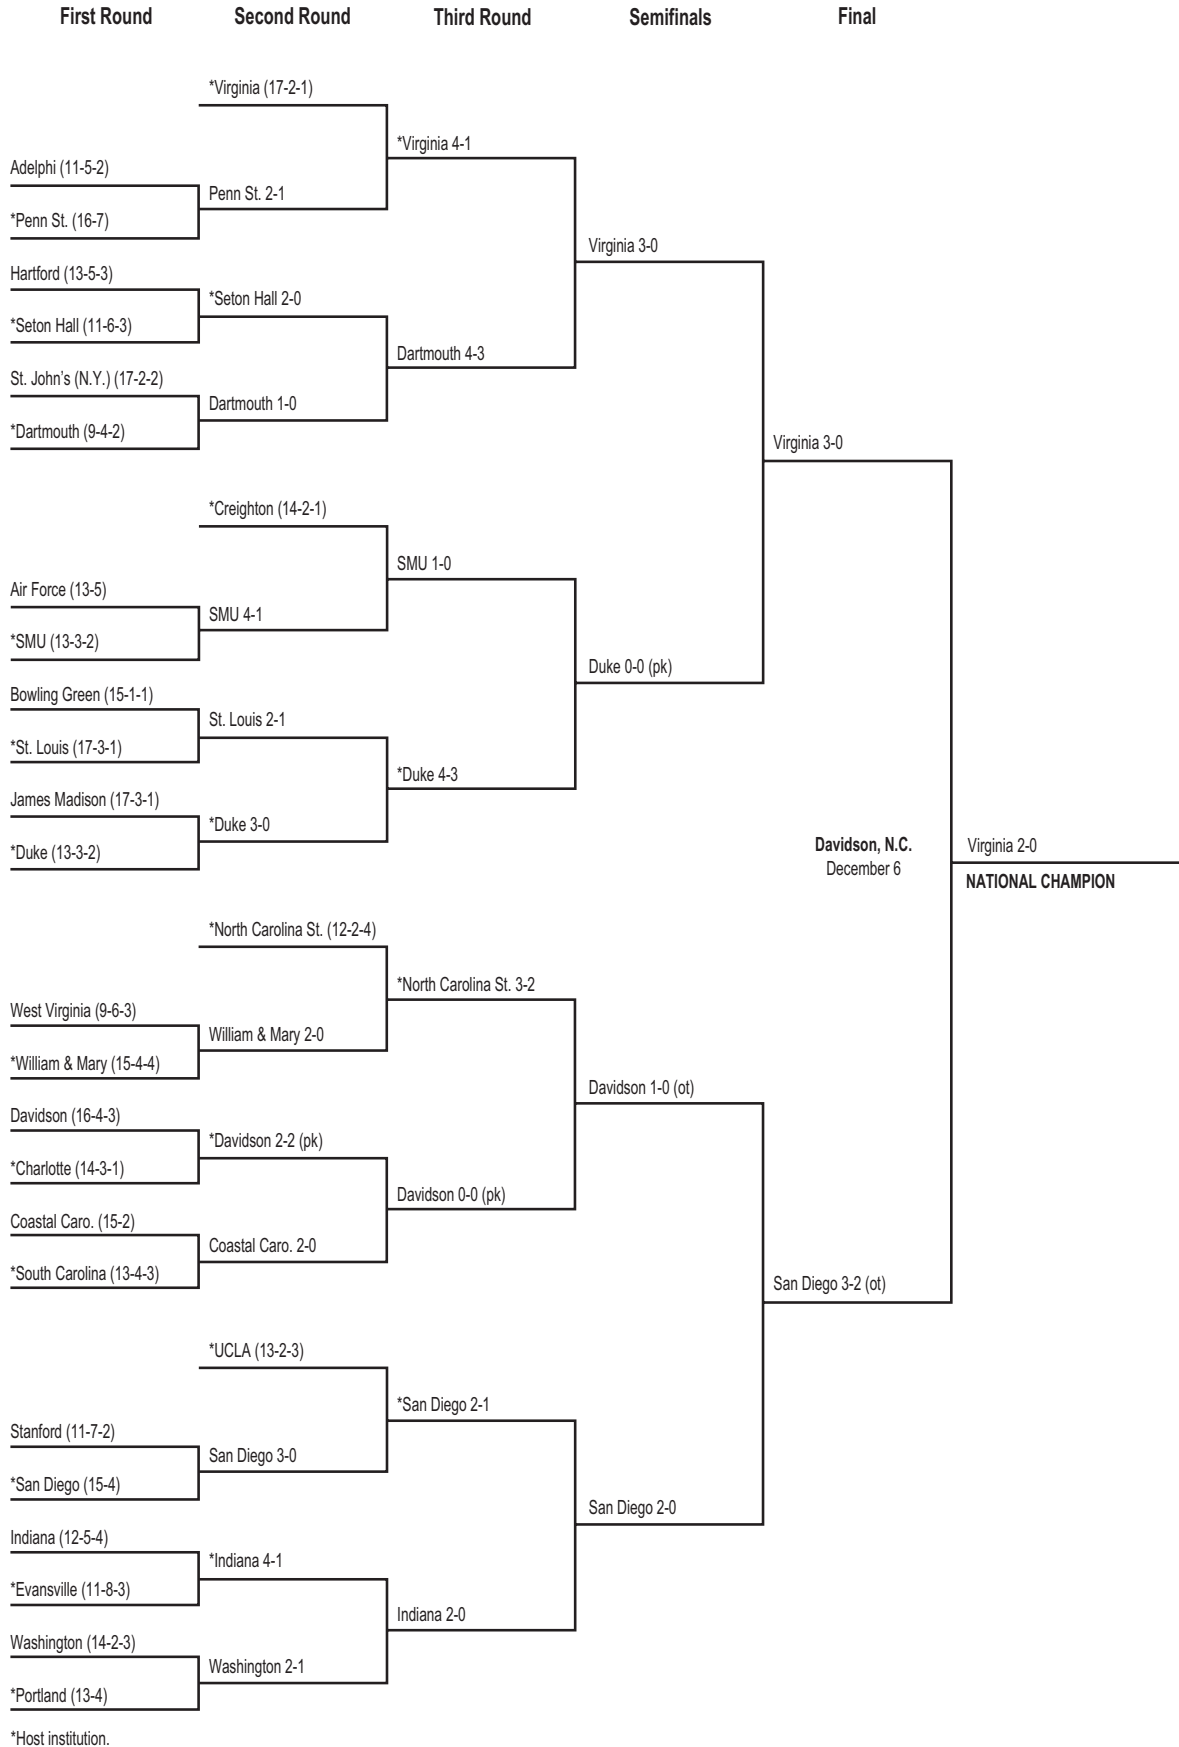 First Round
Second Round
Third Round
Semifinals
Final
*Virginia (17-2-1)
*Virginia 4-1
Adelphi (11-5-2)
Penn St. 2-1
*Penn St. (16-7)
Virginia 3-0
Hartford (13-5-3)
*Seton Hall 2-0
*Seton Hall (11-6-3)
Dartmouth 4-3
St. John’s (N.Y.) (17-2-2)
Dartmouth 1-0
*Dartmouth (9-4-2)
Virginia 3-0
*Creighton (14-2-1)
SMU 1-0
Air Force (13-5)
SMU 4-1
*SMU (13-3-2)
Duke 0-0 (pk)
Bowling Green (15-1-1)
St. Louis 2-1
*St. Louis (17-3-1)
*Duke 4-3
James Madison (17-3-1)
*Duke 3-0
*Duke (13-3-2)
Davidson, N.C.
December 6
Virginia 2-0
NATIONAL CHAMPION
*North Carolina St. (12-2-4)
*North Carolina St. 3-2
West Virginia (9-6-3)
William & Mary 2-0
*William & Mary (15-4-4)
Davidson 1-0 (ot)
Davidson (16-4-3)
*Davidson 2-2 (pk)
*Charlotte (14-3-1)
Davidson 0-0 (pk)
Coastal Caro. (15-2)
Coastal Caro. 2-0
*South Carolina (13-4-3)
San Diego 3-2 (ot)
*UCLA (13-2-3)
*San Diego 2-1
Stanford (11-7-2)
San Diego 3-0
*San Diego (15-4)
San Diego 2-0
Indiana (12-5-4)
*Indiana 4-1
*Evansville (11-8-3)
Indiana 2-0
Washington (14-2-3)
Washington 2-1
*Portland (13-4)
*Host institution.